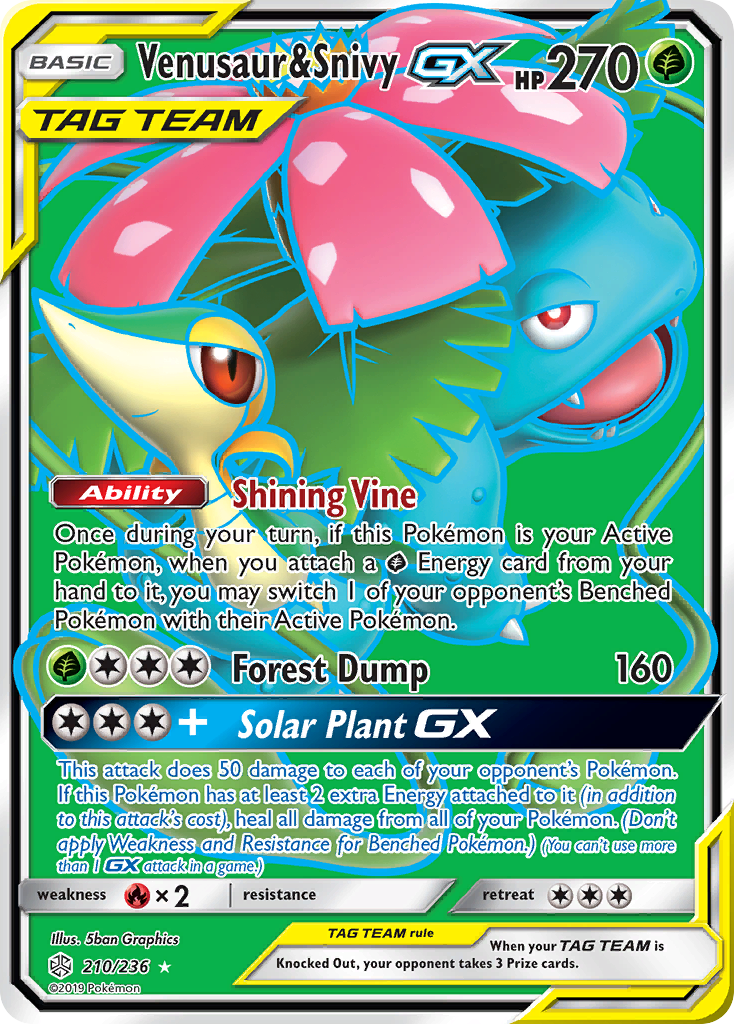 BASIC Venusaur&Snivy GX HP270
TAG TEAM
Ability Shining Vine
Once during your turn, if this Pokémon is your Active
Pokémon, when you attach a Energy card from your
hand to it, you may switch 1 of your opponent's Benched
Pokémon with their Active Pokémon.
Forest Dump 160
+ Solar Plant GX
This attack does 50 damage to each of your opponent's Pokémon.
If this Pokémon has at least 2 extra Energy attached to it (in addition
to this attack's cost), heal all damage from all of your Pokémon. (Don't
apply Weakness and Resistance for Benched Pokémon.) (You can't use more
than 1 GX attack in a game.)
weakness ×2 resistance retreat
Illus. 5ban Graphics
210/236
©2019 Pokémon
TAG TEAM rule
When your TAG TEAM is
Knocked Out, your opponent takes 3 Prize cards.